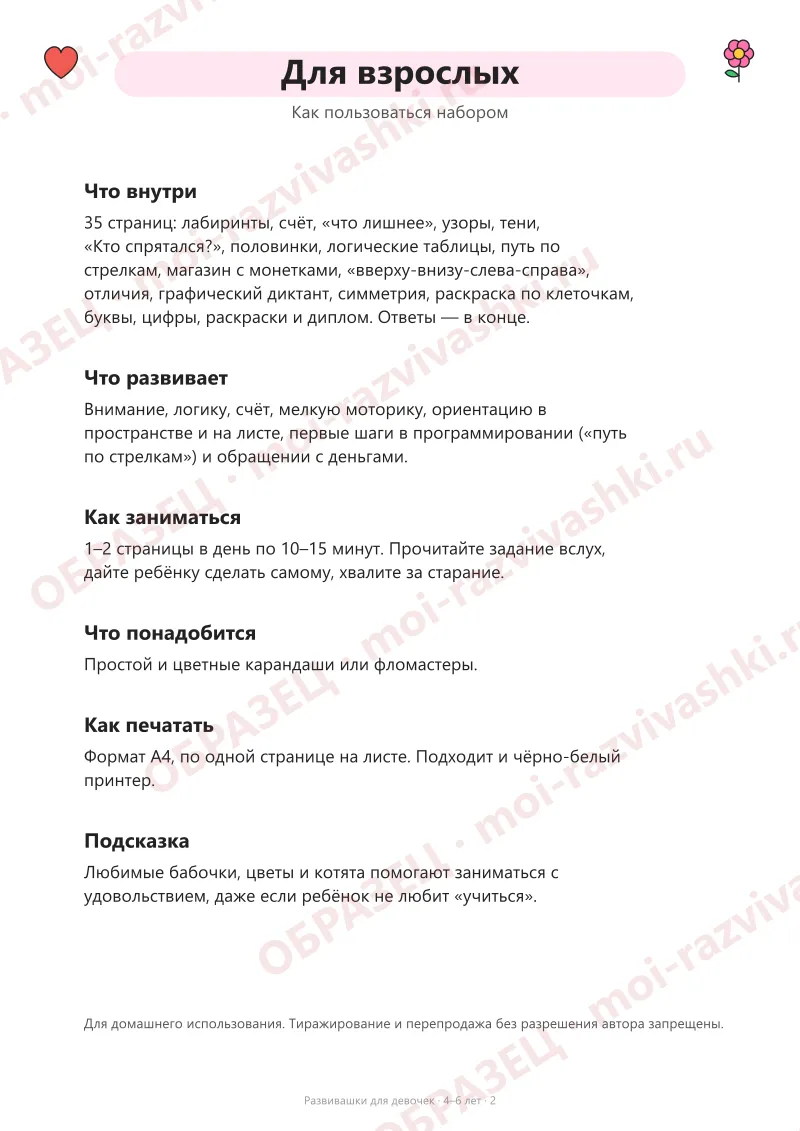 Для взрослых
Как пользоваться набором
Что внутри
35 страниц: лабиринты, счёт, «что лишнее», узоры, тени,
«Кто спрятался?», половинки, логические таблицы, путь по
стрелкам, магазин с монетками, «вверху-внизу-слева-справа»,
отличия, графический диктант, симметрия, раскраска по клеточкам,
буквы, цифры, раскраски и диплом. Ответы — в конце.
Что развивает
Внимание, логику, счёт, мелкую моторику, ориентацию в
пространстве и на листе, первые шаги в программировании («путь
по стрелкам») и обращении с деньгами.
Как заниматься
1–2 страницы в день по 10–15 минут. Прочитайте задание вслух,
дайте ребёнку сделать самому, хвалите за старание.
Что понадобится
Простой и цветные карандаши или фломастеры.
Как печатать
Формат А4, по одной странице на листе. Подходит и чёрно-белый
принтер.
Подсказка
Любимые бабочки, цветы и котята помогают заниматься с
удовольствием, даже если ребёнок не любит «учиться».
Для домашнего использования. Тиражирование и перепродажа без разрешения автора запрещены.
Развивашки для девочек · 4–6 лет · 2
ОБРАЗЕЦ · moi-razvivashki.ru